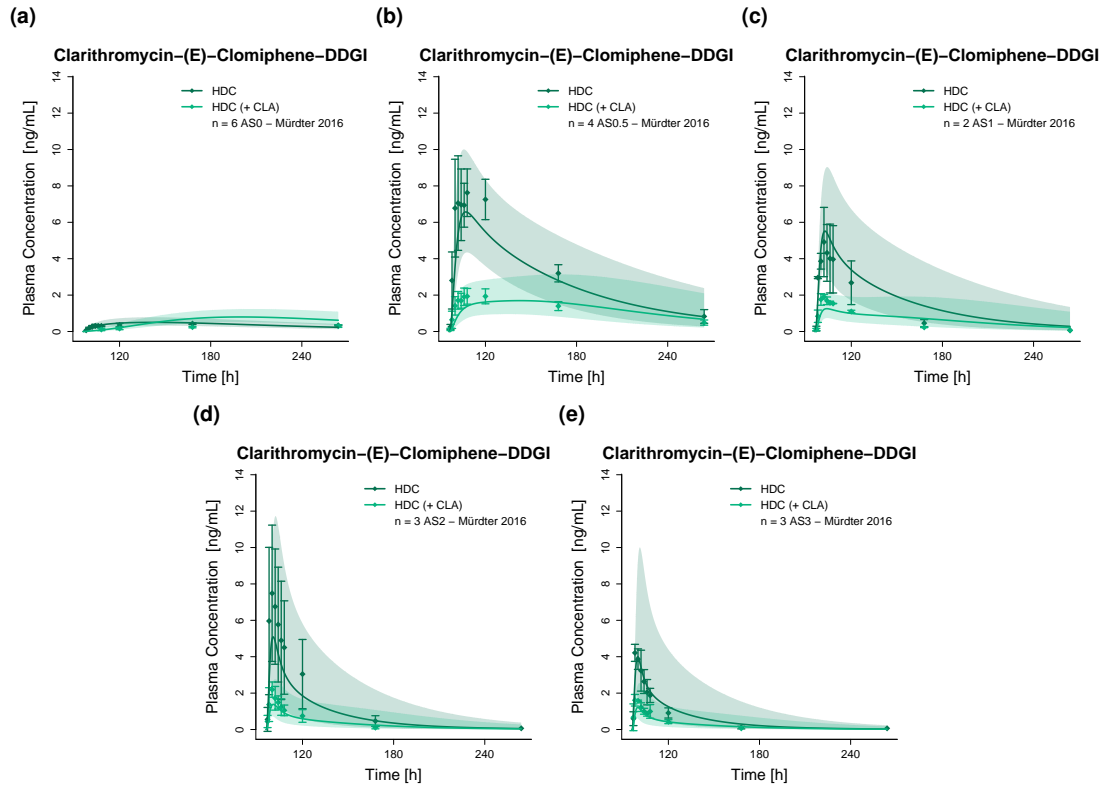 (a)
Clarithromycin–(E)–Clomiphene–DDGI
HDC
HDC (+ CLA)
n = 6 AS0 – Mürdter 2016
Plasma Concentration [ng/mL]
14
12
10
8
6
4
2
0
120
180
240
Time [h]
(b)
Clarithromycin–(E)–Clomiphene–DDGI
HDC
HDC (+ CLA)
n = 4 AS0.5 – Mürdter 2016
Plasma Concentration [ng/mL]
14
12
10
8
6
4
2
0
120
180
240
Time [h]
(c)
Clarithromycin–(E)–Clomiphene–DDGI
HDC
HDC (+ CLA)
n = 2 AS1 – Mürdter 2016
Plasma Concentration [ng/mL]
14
12
10
8
6
4
2
0
120
180
240
Time [h]
(d)
Clarithromycin–(E)–Clomiphene–DDGI
HDC
HDC (+ CLA)
n = 3 AS2 – Mürdter 2016
Plasma Concentration [ng/mL]
14
12
10
8
6
4
2
0
120
180
240
Time [h]
(e)
Clarithromycin–(E)–Clomiphene–DDGI
HDC
HDC (+ CLA)
n = 3 AS3 – Mürdter 2016
Plasma Concentration [ng/mL]
14
12
10
8
6
4
2
0
120
180
240
Time [h]